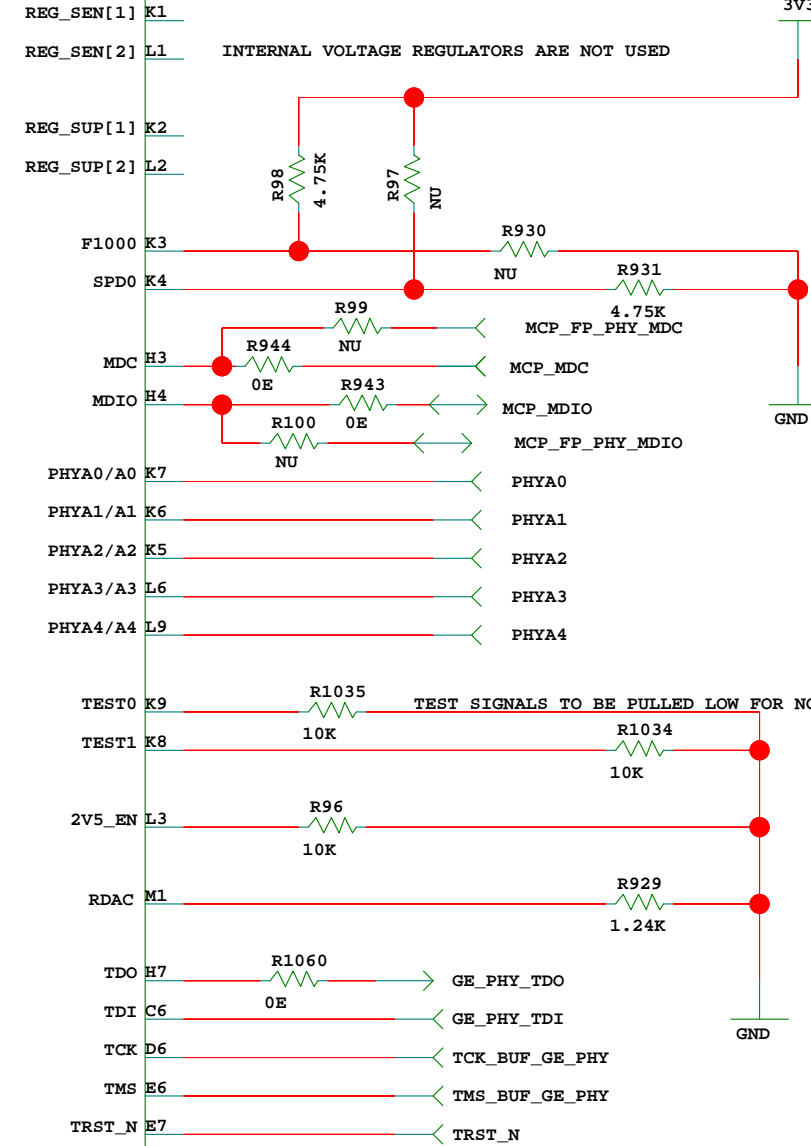 3V3
REG_SEN[1] K1
REG_SEN[2] L1 INTERNAL VOLTAGE REGULATORS ARE NOT USED
REG_SUP[1] K2
REG_SUP[2] L2
R98 4.75K R97 NU
F1000 K3 R930
NU
SPD0 K4 R931
4.75K
R99 MCP_FP_PHY_MDC
NU
MDC H3 R944 MCP_MDC
0E
MDIO H4 R943 MCP_MDIO
0E
R100 MCP_FP_PHY_MDIO
NU
GND
PHYA0/A0 K7 PHYA0
PHYA1/A1 K6 PHYA1
PHYA2/A2 K5 PHYA2
PHYA3/A3 L6 PHYA3
PHYA4/A4 L9 PHYA4
TEST0 K9 R1035 TEST SIGNALS TO BE PULLED LOW FOR
10K
TEST1 K8 R1034
10K
2V5_EN L3 R96
10K
RDAC M1 R929
1.24K
TDO H7 R1060 GE_PHY_TDO
0E
TDI C6 GE_PHY_TDI
GND
TCK D6 TCK_BUF_GE_PHY
TMS E6 TMS_BUF_GE_PHY
TRST_N E7 TRST_N